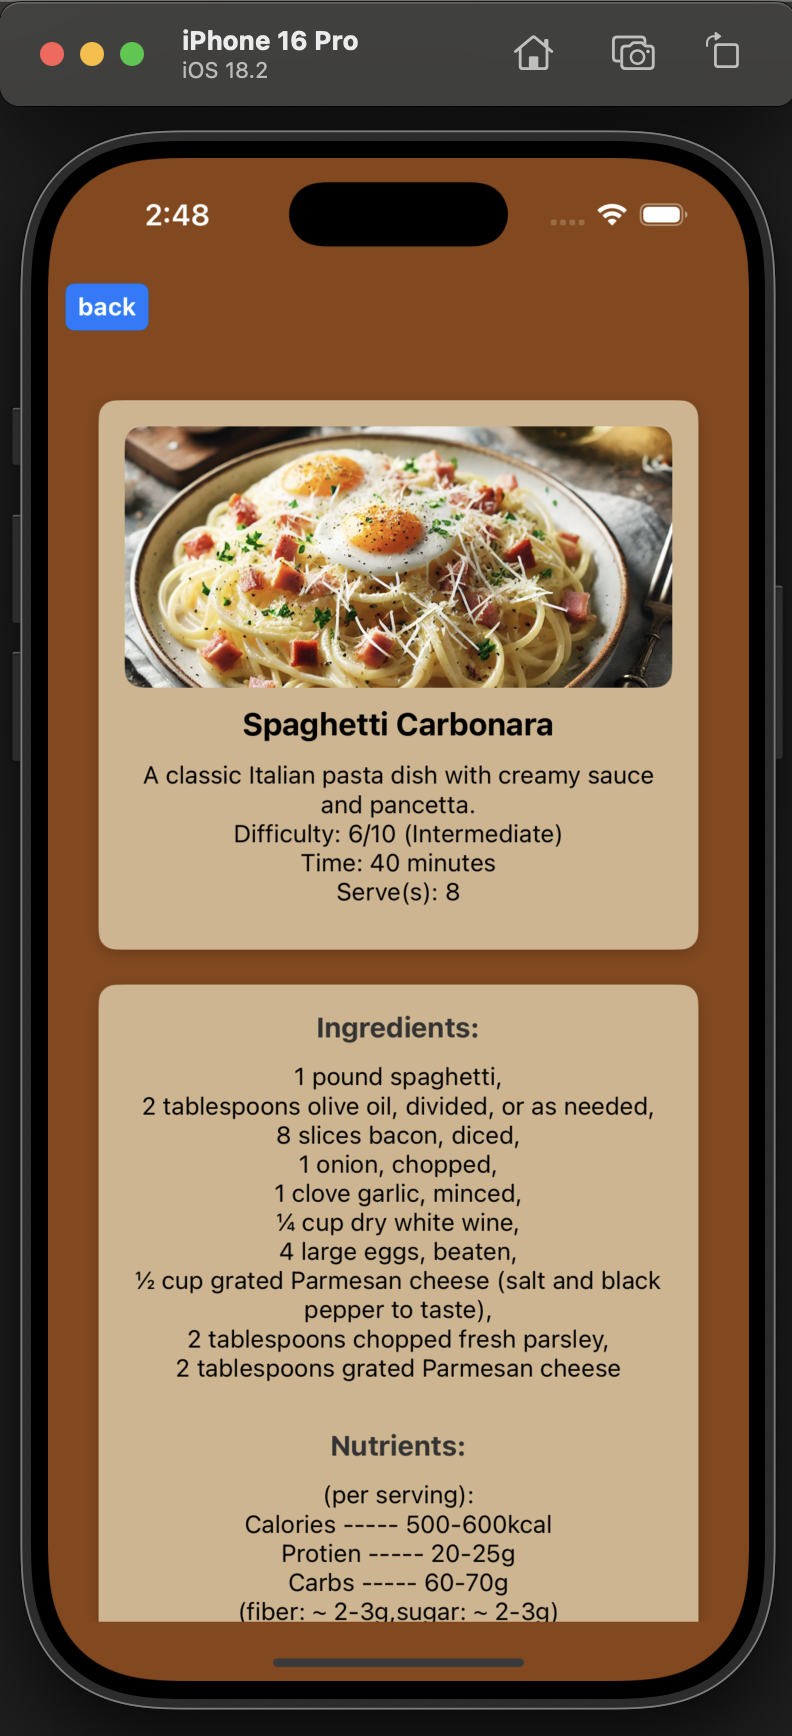 iPhone 16 Pro
iOS 18.2
2:48
back
Spaghetti Carbonara
A classic Italian pasta dish with creamy sauce
and pancetta.
Difficulty: 6/10 (Intermediate)
Time: 40 minutes
Serve(s): 8
Ingredients:
1 pound spaghetti,
2 tablespoons olive oil, divided, or as needed,
8 slices bacon, diced,
1 onion, chopped,
1 clove garlic, minced,
¼ cup dry white wine,
4 large eggs, beaten,
½ cup grated Parmesan cheese (salt and black
pepper to taste),
2 tablespoons chopped fresh parsley,
2 tablespoons grated Parmesan cheese
Nutrients:
(per serving):
Calories ----- 500-600kcal
Protien ----- 20-25g
Carbs ----- 60-70g
(fiber: ~ 2-3g,sugar: ~ 2-3g)